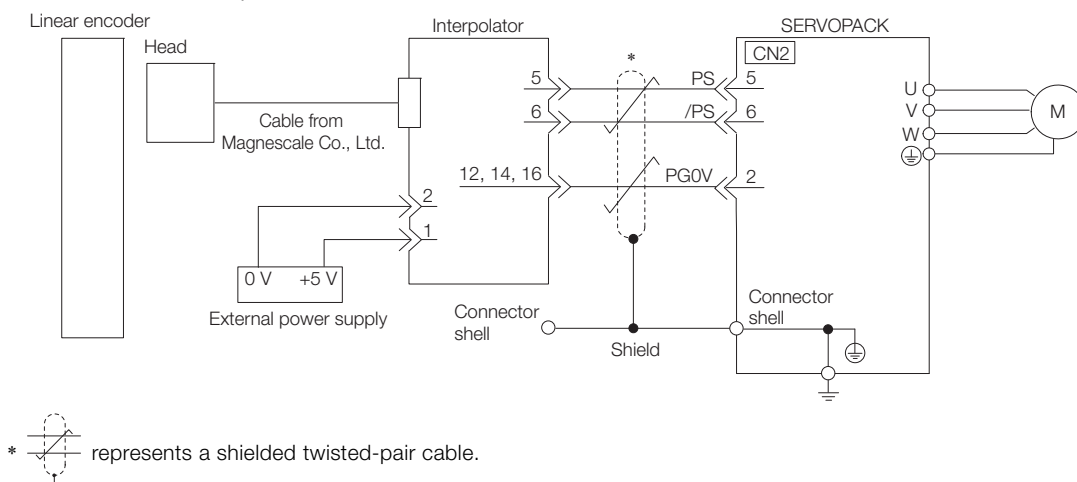 Linear encoder
Head
Interpolator
SERVOPACK
CN2
*
5
PS
5
6
/PS
6
Cable from
Magnescale Co., Ltd.
12, 14, 16
PG0V
2
2
1
0 V
+5 V
External power supply
Connector
shell
Shield
Connector
shell
U
V
W
M
* represents a shielded twisted-pair cable.